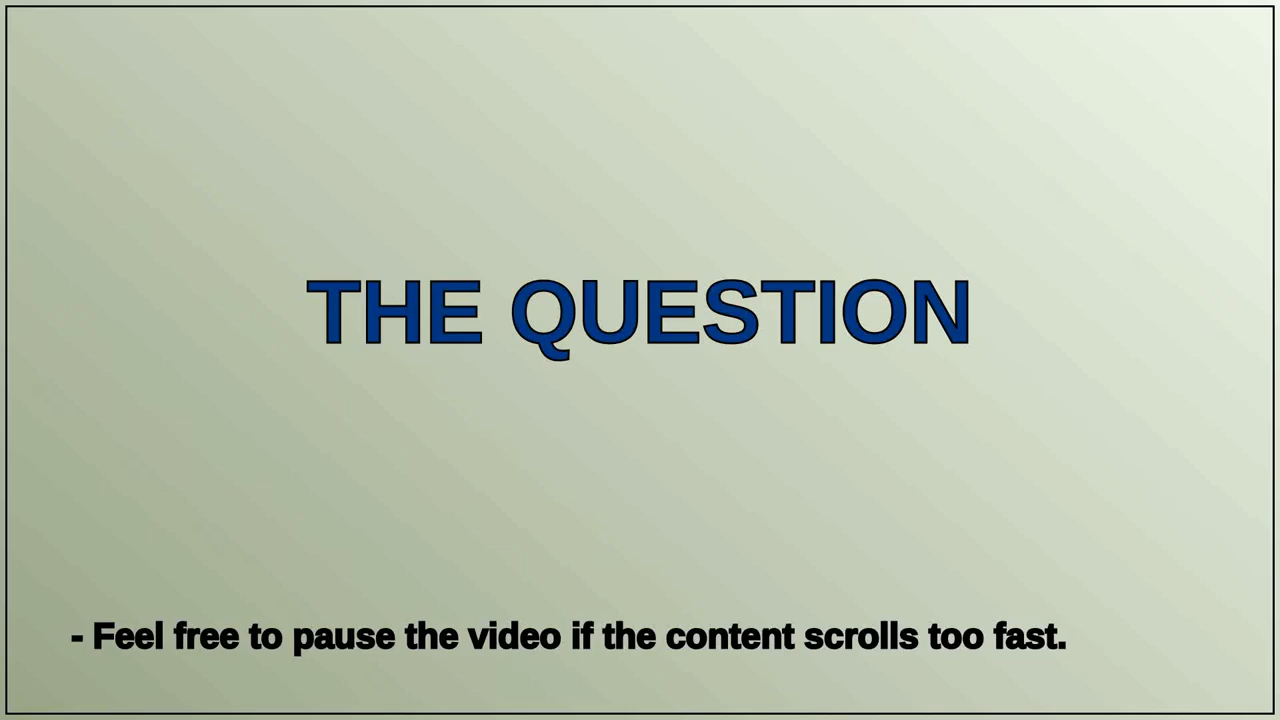 THE QUESTION
- Feel free to pause the video if the content scrolls too fast.